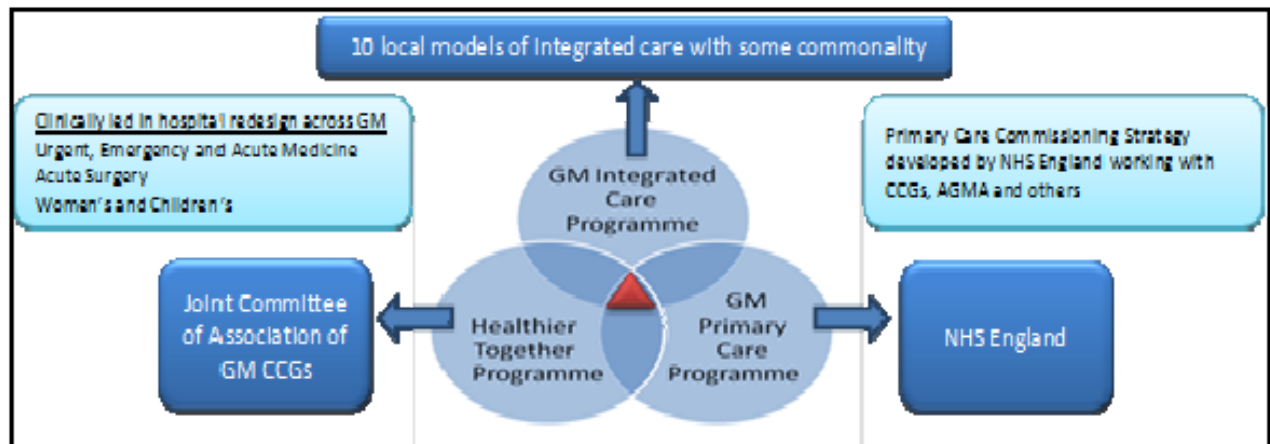 10 local models of integrated care with some commonality
Clinically led in hospital redesign across GM
Urgent, Emergency and Acute Medicine
Acute Surgery
Women's and Children's
Primary Care Commissioning Strategy
developed by NHS England working with
CCGs, AGMA and others
GM Integrated
Care
Programme
Joint Committee
of Association of
GM CCGs
Healthier
Together
Programme
GM
Primary
Care
Programme
NHS England